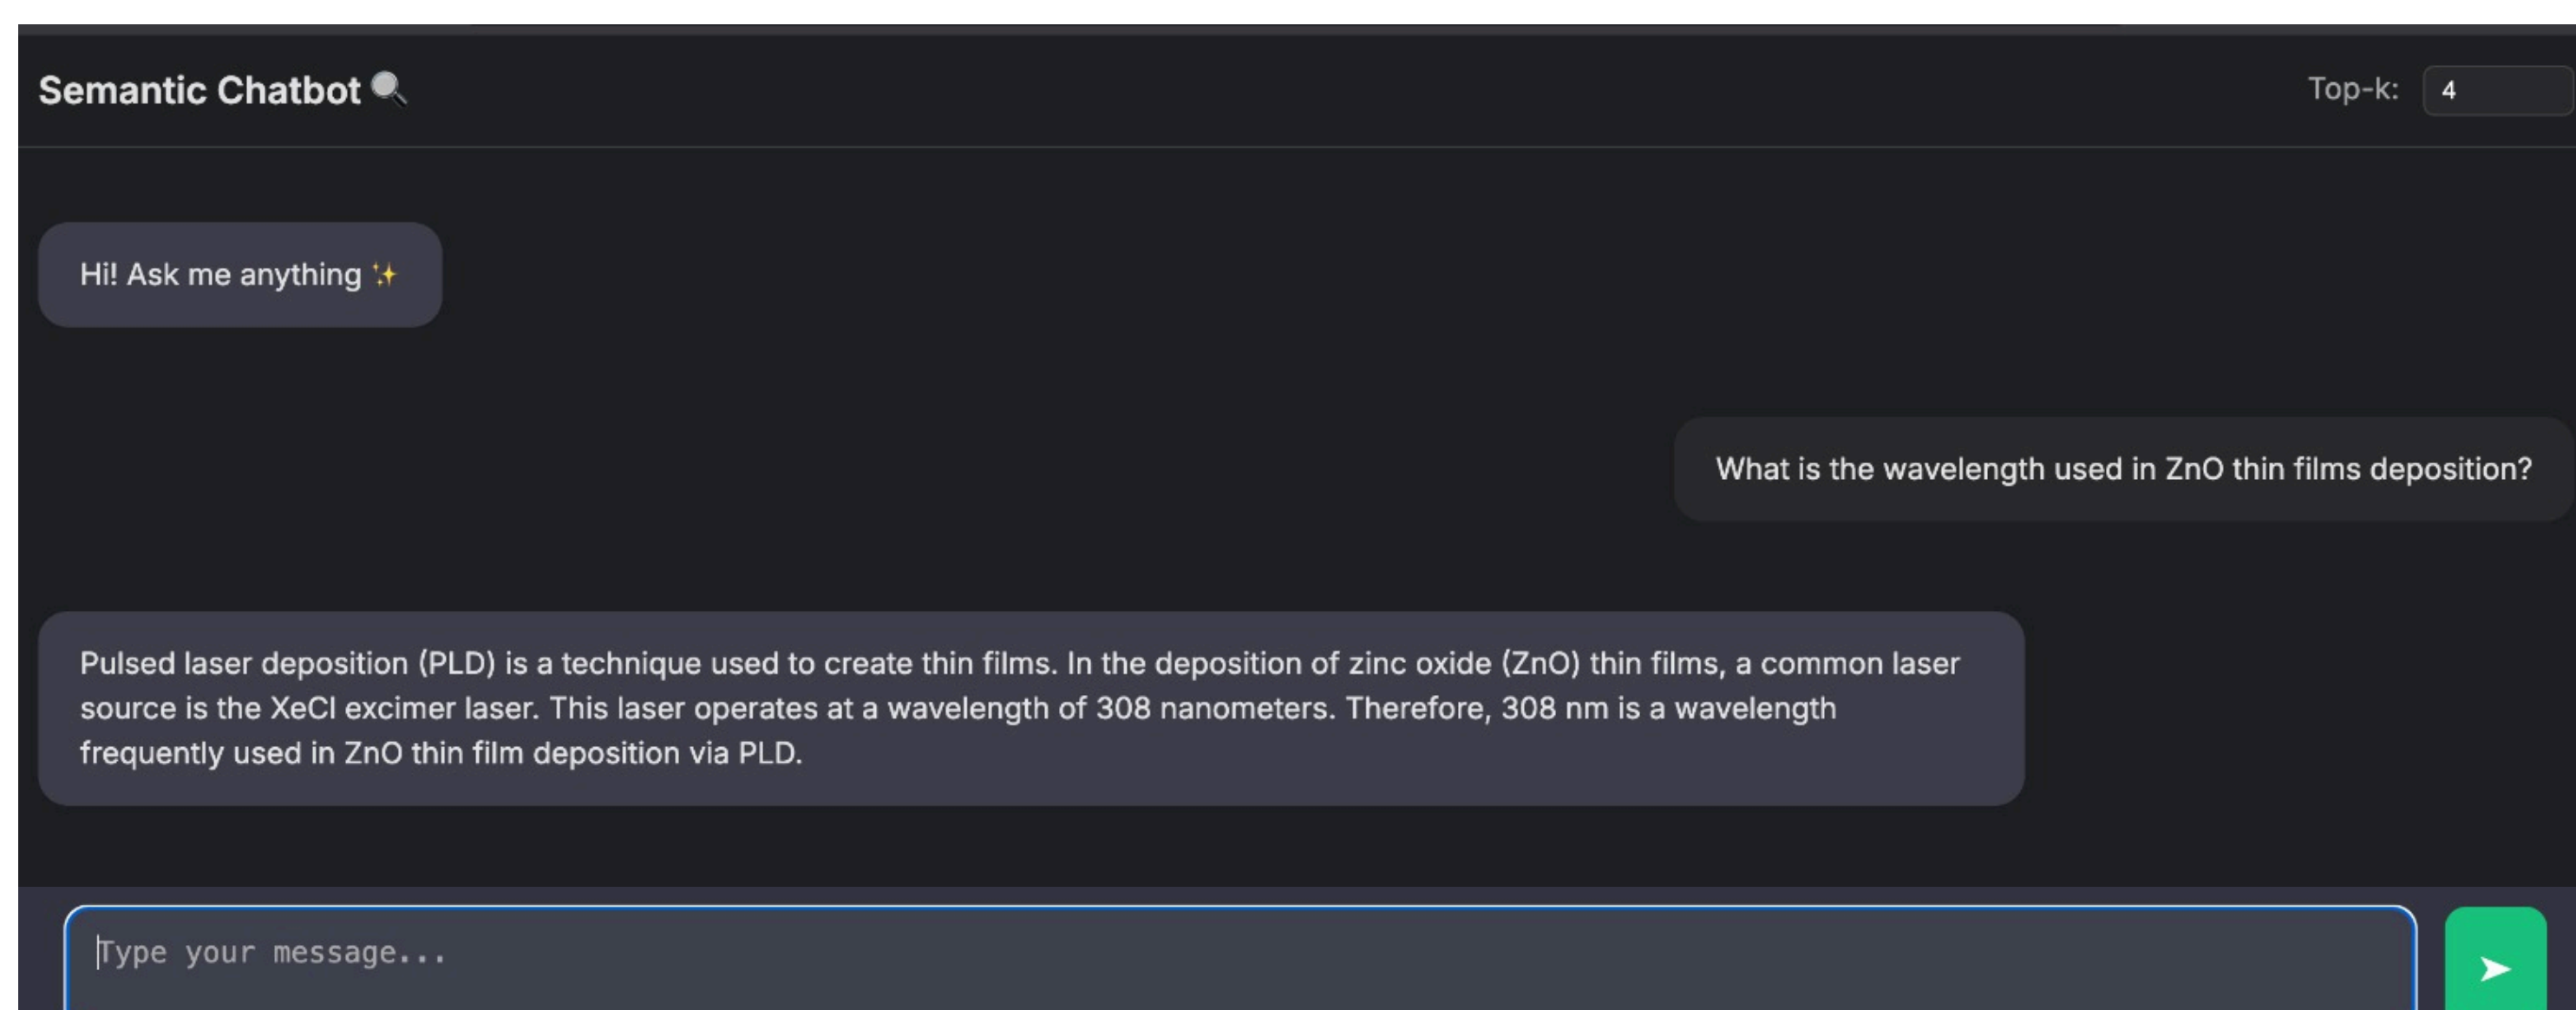 Semantic Chatbot 🔍
Top-k: 4
Hi! Ask me anything ✨
What is the wavelength used in ZnO thin films deposition?
Pulsed laser deposition (PLD) is a technique used to create thin films. In the deposition of zinc oxide (ZnO) thin films, a common laser
source is the XeCl excimer laser. This laser operates at a wavelength of 308 nanometers. Therefore, 308 nm is a wavelength
frequently used in ZnO thin film deposition via PLD.
Type your message...